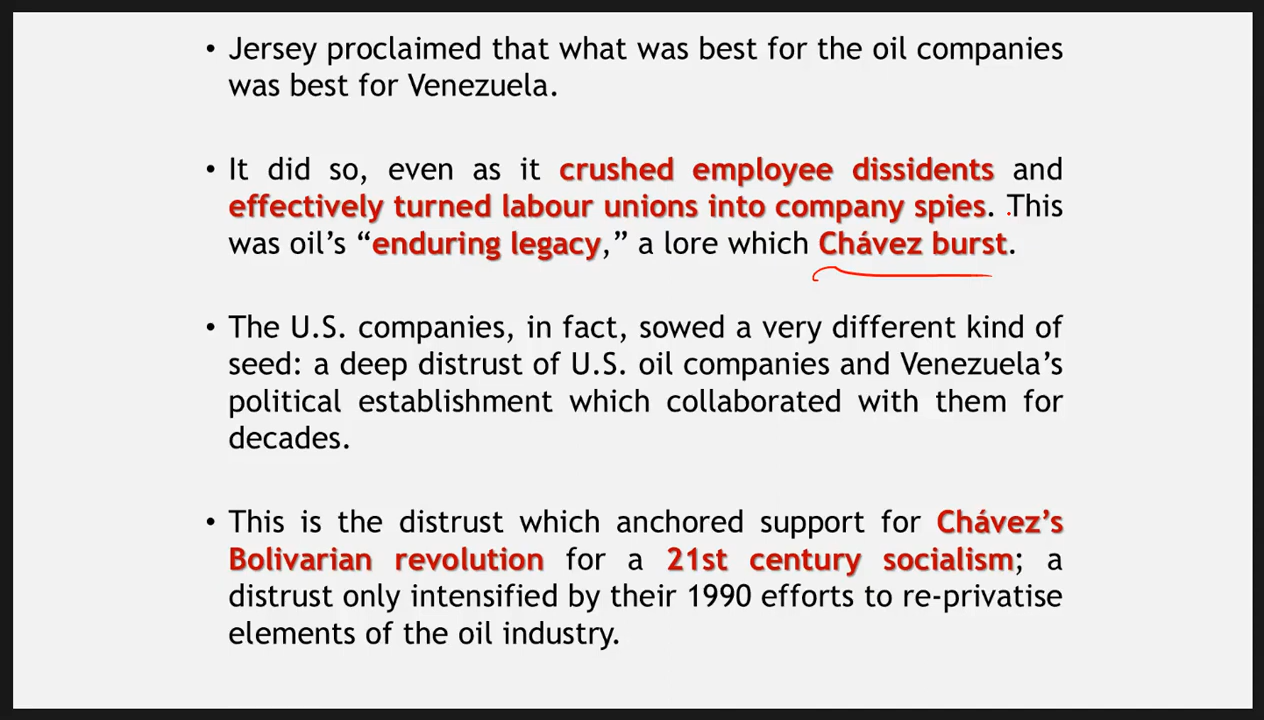 • Jersey proclaimed that what was best for the oil companies
was best for Venezuela.
• It did so, even as it crushed employee dissidents and
effectively turned labour unions into company spies. This
was oil’s “enduring legacy,” a lore which Chávez burst.
• The U.S. companies, in fact, sowed a very different kind of
seed: a deep distrust of U.S. oil companies and Venezuela’s
political establishment which collaborated with them for
decades.
• This is the distrust which anchored support for Chávez’s
Bolivarian revolution for a 21st century socialism; a
distrust only intensified by their 1990 efforts to re-privatise
elements of the oil industry.